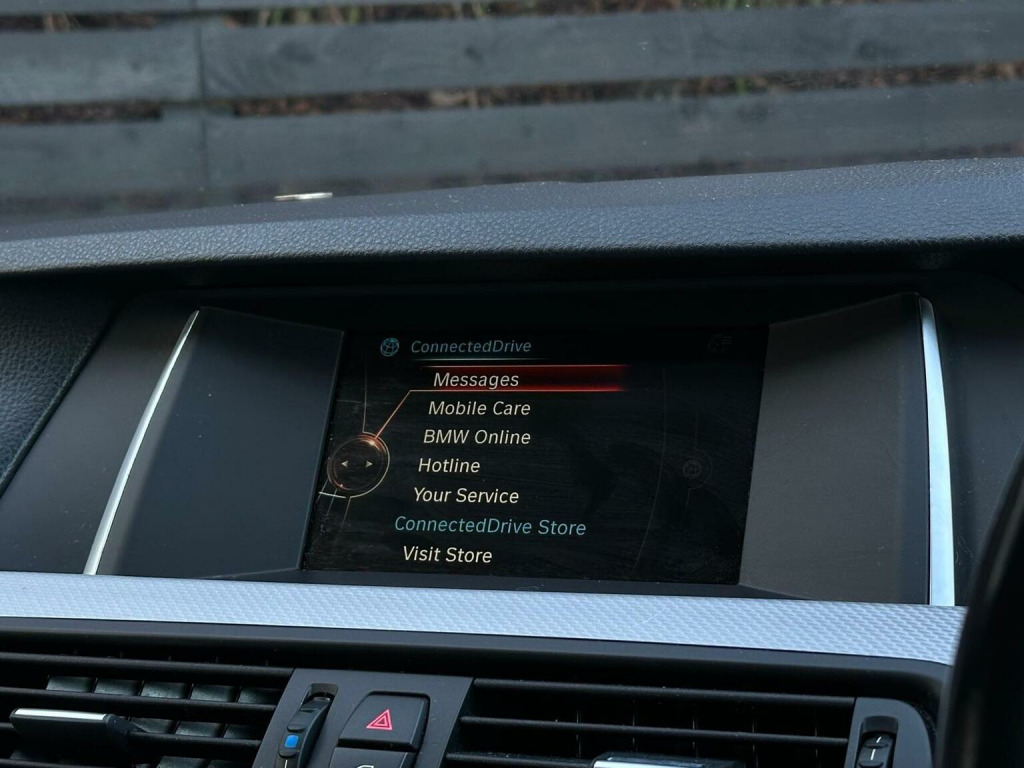 ConnectedDrive
Messages
Mobile Care
BMW Online
Hotline
Your Service
ConnectedDrive Store
Visit Store